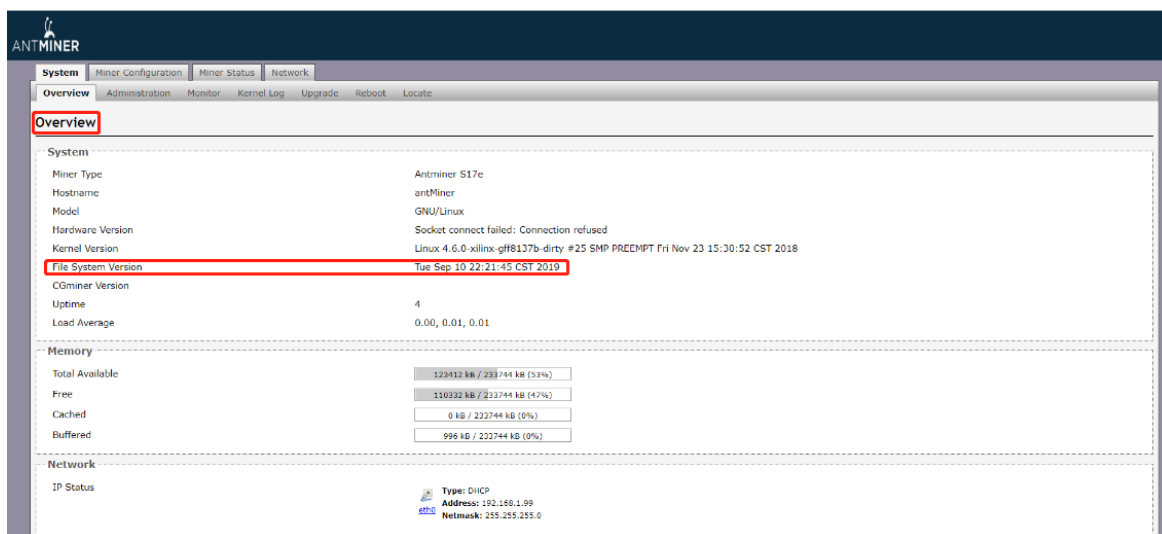 ANTMINER
System Miner Configuration Miner Status Network
Overview Administration Monitor Kernel Log Upgrade Reboot Locate
Overview
System
Miner Type Antminer S17e
Hostname antMiner
Model GNU/Linux
Hardware Version Socket connect failed: Connection refused
Kernel Version Linux 4.6.0-xilinx-gff8137b-dirty #25 SMP PREEMPT Fri Nov 23 15:30:52 CST 2018
File System Version Tue Sep 10 22:21:45 CST 2019
CGminer Version
Uptime 4
Load Average 0.00, 0.01, 0.01
Memory
Total Available 123412 kB / 233744 kB (53%)
Free 110332 kB / 233744 kB (47%)
Cached 0 kB / 233744 kB (0%)
Buffered 996 kB / 233744 kB (0%)
Network
IP Status Type: DHCP
Address: 192.168.1.99
eth0 Netmask: 255.255.255.0